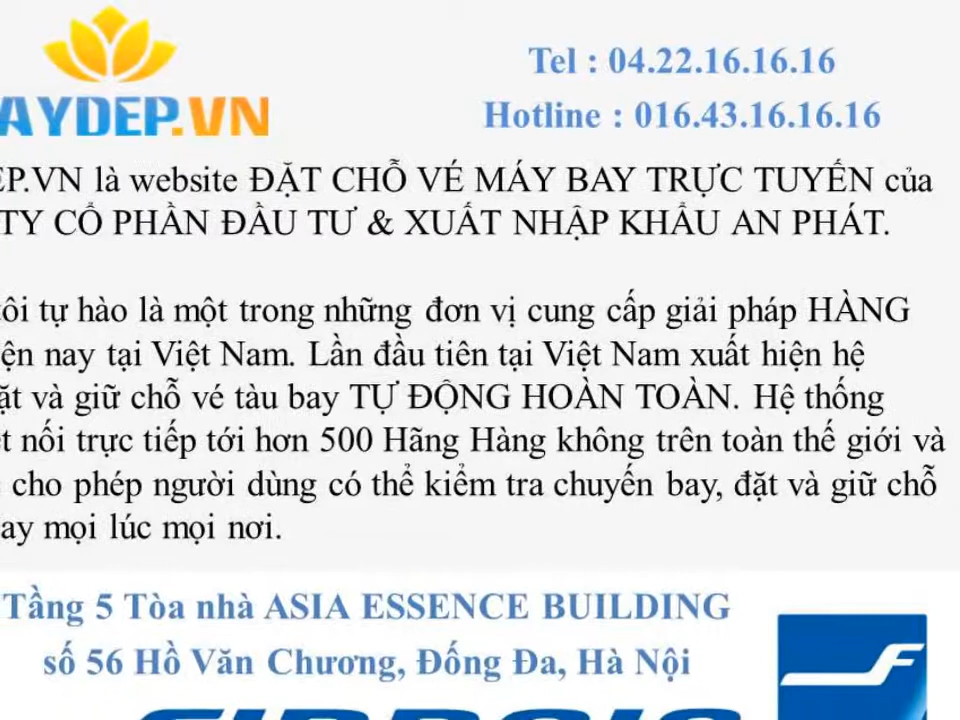 AYDEP.VN
Tel : 04.22.16.16.16
Hotline : 016.43.16.16.16
EP.VN là website ĐẶT CHỖ VÉ MÁY BAY TRỰC TUYẾN của
TY CỔ PHẦN ĐẦU TƯ & XUẤT NHẬP KHẨU AN PHÁT.
tôi tự hào là một trong những đơn vị cung cấp giải pháp HÀNG
ện nay tại Việt Nam. Lần đầu tiên tại Việt Nam xuất hiện hệ
ặt và giữ chỗ vé tàu bay TỰ ĐỘNG HOÀN TOÀN. Hệ thống
t nối trực tiếp tới hơn 500 Hãng Hàng không trên toàn thế giới và
cho phép người dùng có thể kiểm tra chuyến bay, đặt và giữ chỗ
ay mọi lúc mọi nơi.
Tầng 5 Tòa nhà ASIA ESSENCE BUILDING
số 56 Hồ Văn Chương, Đống Đa, Hà Nội